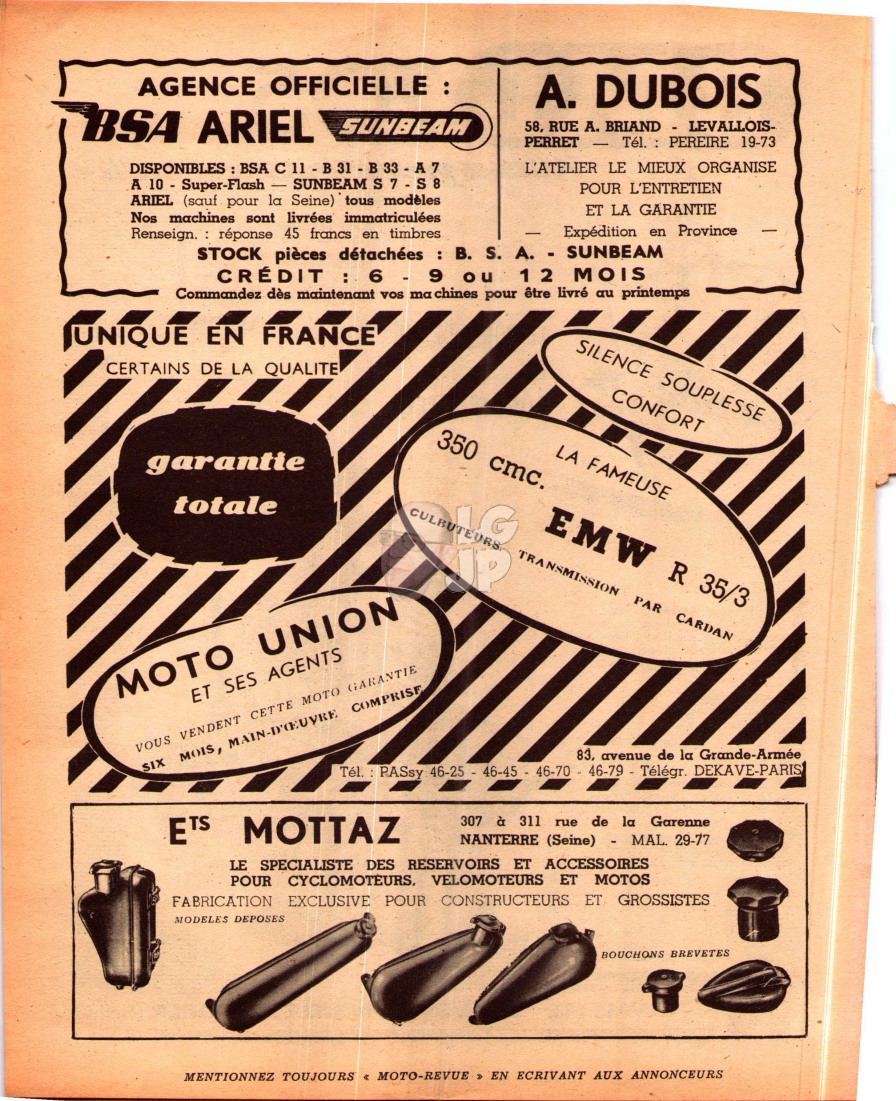 AGENCE OFFICIELLE :
BSA ARIEL SUNBEAM
DISPONIBLES : BSA C 11 - B 31 - B 33 - A 7
A 10 - Super-Flash — SUNBEAM S 7 - S 8
ARIEL (sauf pour la Seine) tous modèles
Nos machines sont livrées immatriculées
Renseign. : réponse 45 francs en timbres
A. DUBOIS
58, RUE A. BRIAND - LEVALLOIS-
PERRET — Tél. : PEREIRE 19-73
L'ATELIER LE MIEUX ORGANISE
POUR L'ENTRETIEN
ET LA GARANTIE
— Expédition en Province —
STOCK pièces détachées : B. S. A. - SUNBEAM
CRÉDIT : 6 - 9 ou 12 MOIS
Commandez dès maintenant vos machines pour être livré au printemps
UNIQUE EN FRANCE
CERTAINS DE LA QUALITE
SILENCE SOUPLESSE
CONFORT
garantie
totale
LA FAMEUSE
350 cmc.
EMW R 35/3
CULBUTEURS, TRANSMISSION PAR CARDAN
BIG UP
MOTO UNION
ET SES AGENTS
VOUS VENDENT CETTE MOTO GARANTIE
SIX MOIS, MAIN-D'ŒUVRE COMPRISE
83, avenue de la Grande-Armée
Tél. : PASsy 46-25 - 46-45 - 46-70 - 46-79 - Télégr. DEKAVE-PARIS
ETS MOTTAZ
307 à 311 rue de la Garenne
NANTERRE (Seine) - MAL. 29-77
LE SPECIALISTE DES RESERVOIRS ET ACCESSOIRES
POUR CYCLOMOTEURS, VELOMOTEURS ET MOTOS
FABRICATION EXCLUSIVE POUR CONSTRUCTEURS ET GROSSISTES
MODELES DEPOSES
BOUCHONS BREVETES
MENTIONNEZ TOUJOURS « MOTO-REVUE » EN ECRIVANT AUX ANNONCEURS